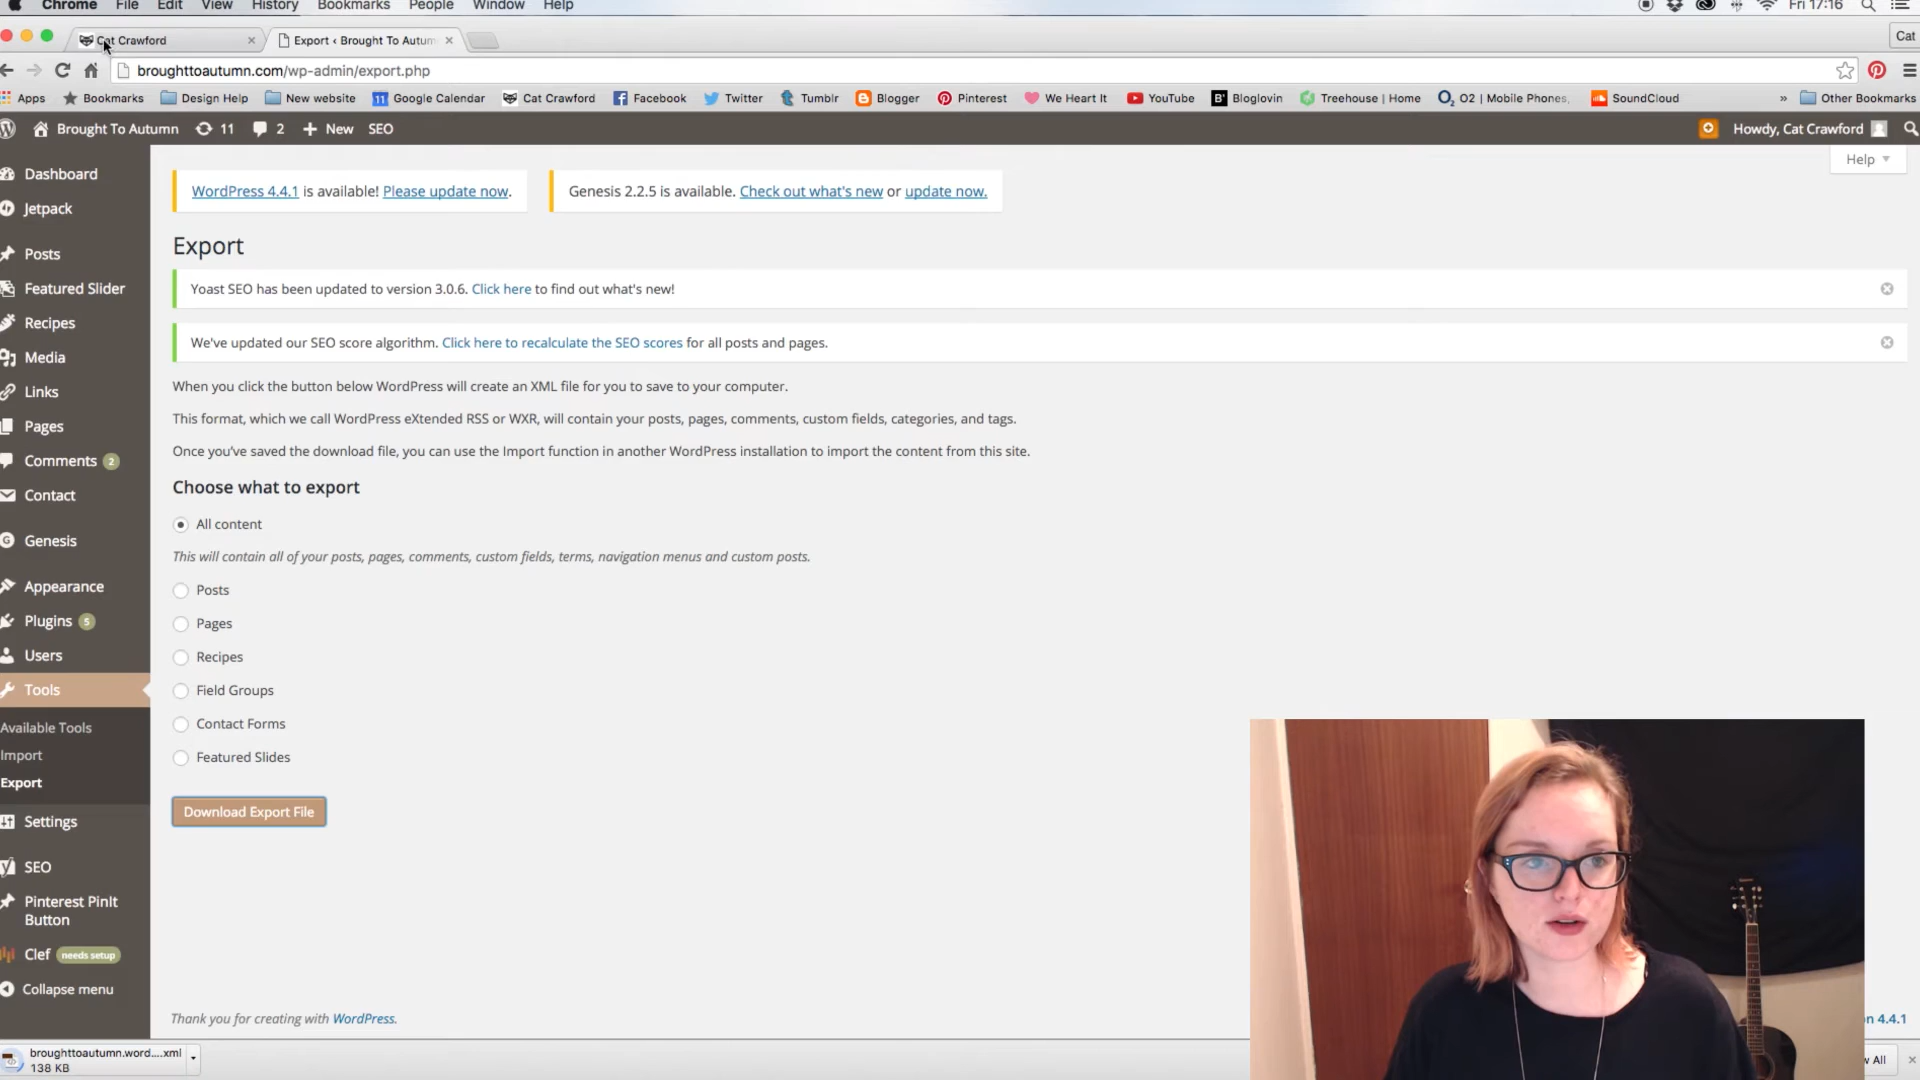 Chrome File Edit View History Bookmarks People Window Help Fri 17:16
Cat Crawford Export ‹ Brought To Autum Cat
broughttoautumn.com/wp-admin/export.php
Apps Bookmarks Design Help New website Google Calendar Cat Crawford Facebook Twitter Tumblr Blogger Pinterest We Heart It YouTube Bloglovin Treehouse | Home O2 | Mobile Phones, SoundCloud » Other Bookmarks
Brought To Autumn 11 2 New SEO Howdy, Cat Crawford
Help
Dashboard
Jetpack
Posts
Featured Slider
Recipes
Media
Links
Pages
Comments 2
Contact
Genesis
Appearance
Plugins 5
Users
Tools
Available Tools
Import
Export
Settings
SEO
Pinterest PinIt
Button
Clef needs setup
Collapse menu
WordPress 4.4.1 is available! Please update now.
Genesis 2.2.5 is available. Check out what's new or update now.
Export
Yoast SEO has been updated to version 3.0.6. Click here to find out what's new!
We've updated our SEO score algorithm. Click here to recalculate the SEO scores for all posts and pages.
When you click the button below WordPress will create an XML file for you to save to your computer.
This format, which we call WordPress eXtended RSS or WXR, will contain your posts, pages, comments, custom fields, categories, and tags.
Once you've saved the download file, you can use the Import function in another WordPress installation to import the content from this site.
Choose what to export
All content
This will contain all of your posts, pages, comments, custom fields, terms, navigation menus and custom posts.
Posts
Pages
Recipes
Field Groups
Contact Forms
Featured Slides
Download Export File
Thank you for creating with WordPress.
n 4.4.1
broughttoautumn.word....xml
138 KB
w All